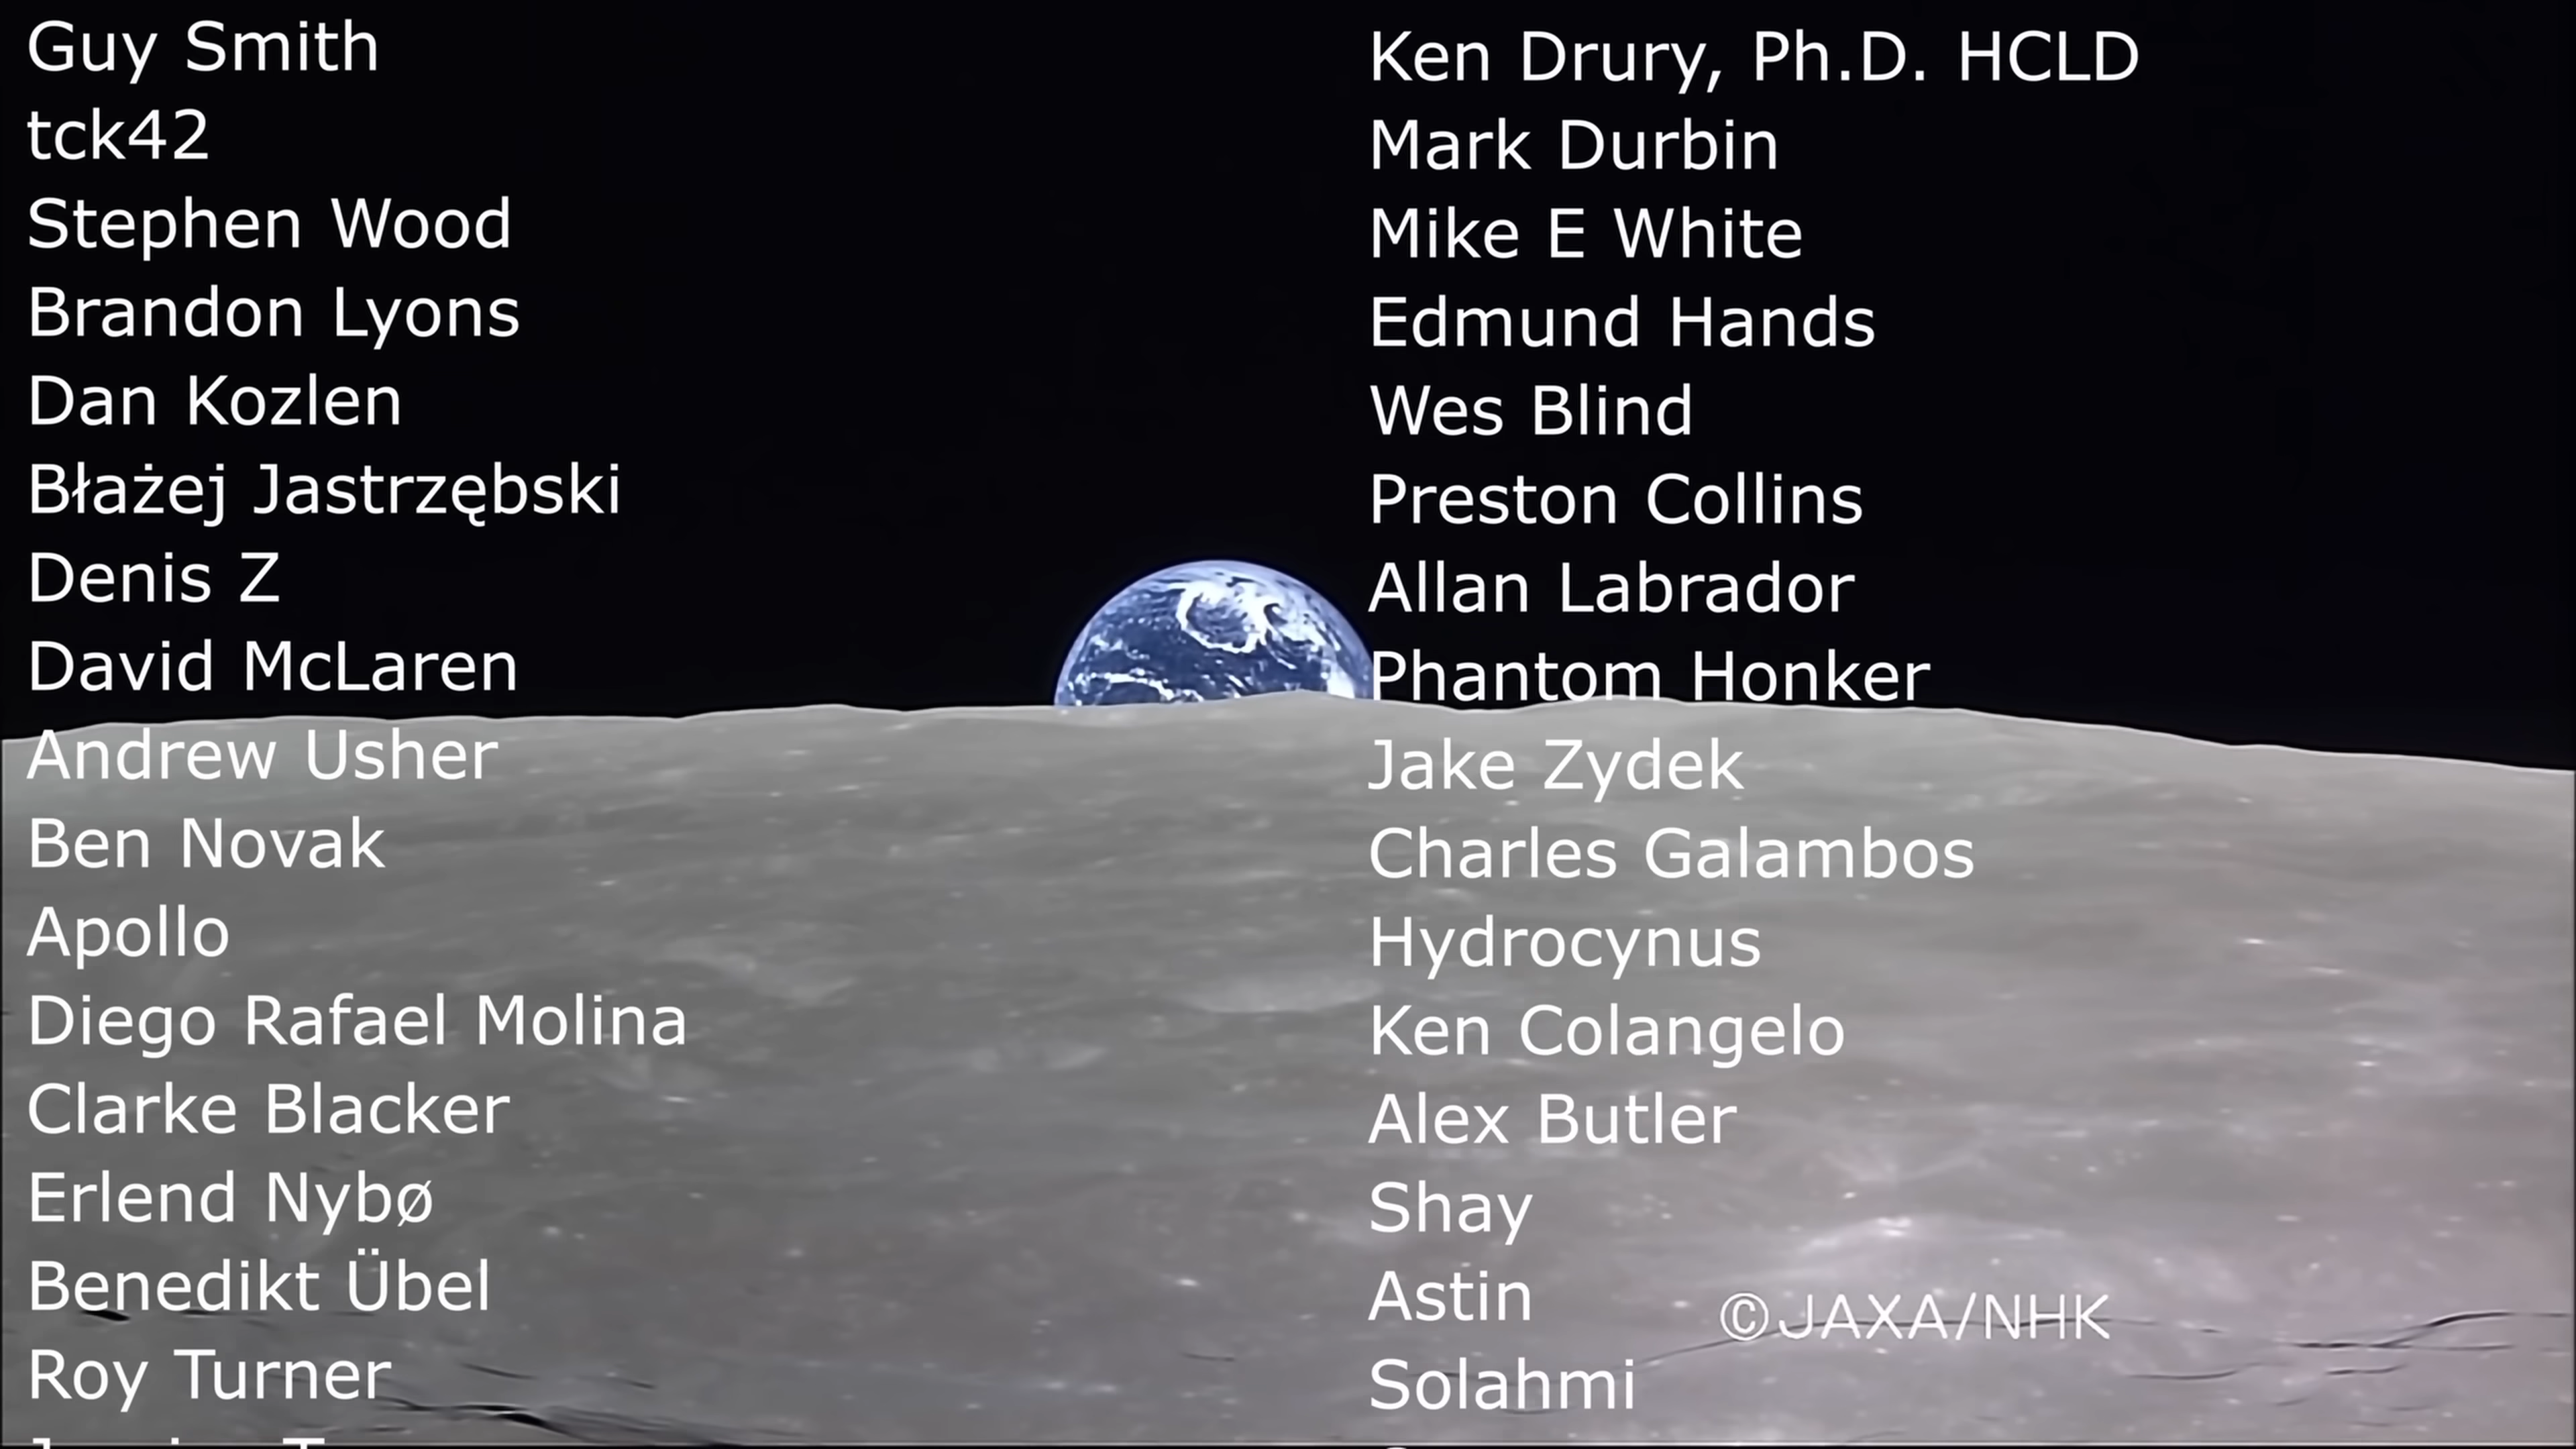 Guy Smith
tck42
Stephen Wood
Brandon Lyons
Dan Kozlen
Błażej Jastrzębski
Denis Z
David McLaren
Andrew Usher
Ben Novak
Apollo
Diego Rafael Molina
Clarke Blacker
Erlend Nybø
Benedikt Übel
Roy Turner
Ken Drury, Ph.D. HCLD
Mark Durbin
Mike E White
Edmund Hands
Wes Blind
Preston Collins
Allan Labrador
Phantom Honker
Jake Zydek
Charles Galambos
Hydrocynus
Ken Colangelo
Alex Butler
Shay
Astin
Solahmi
©JAXA/NHK